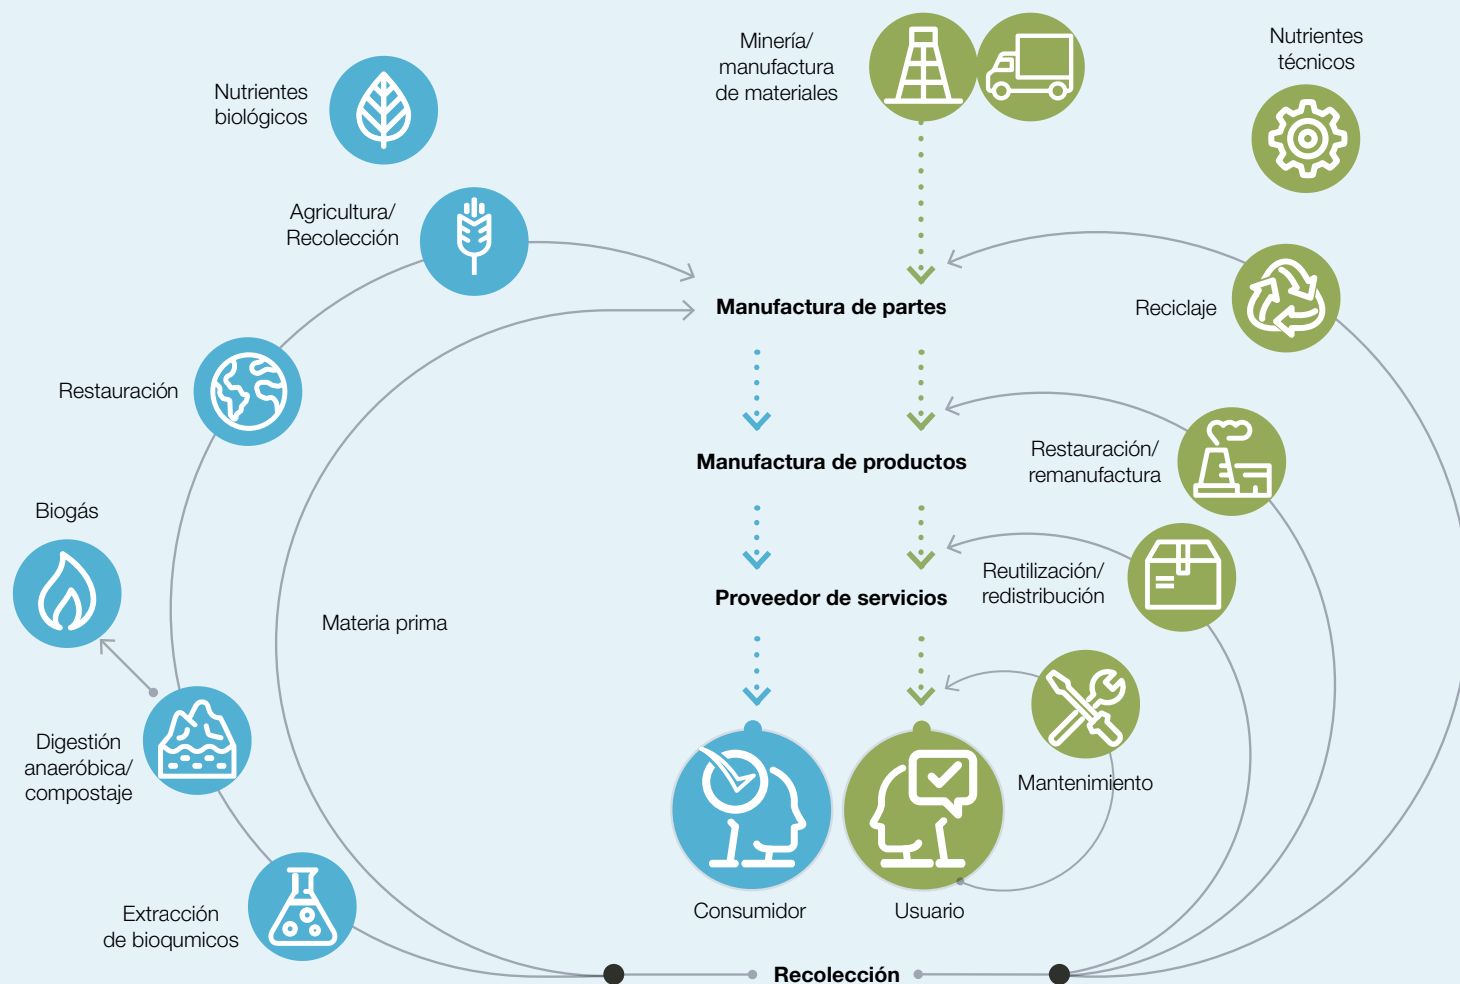 Minería/
manufactura
de materiales
Nutrientes
técnicos
Nutrientes
biológicos
Agricultura/
Recolección
Manufactura de partes
Reciclaje
Restauración
Manufactura de productos
Restauración/
remanufactura
Biogás
Reutilización/
redistribución
Proveedor de servicios
Materia prima
Digestión
anaeróbica/
compostaje
Mantenimiento
Consumidor
Usuario
Extracción
de bioqumicos
Recolección